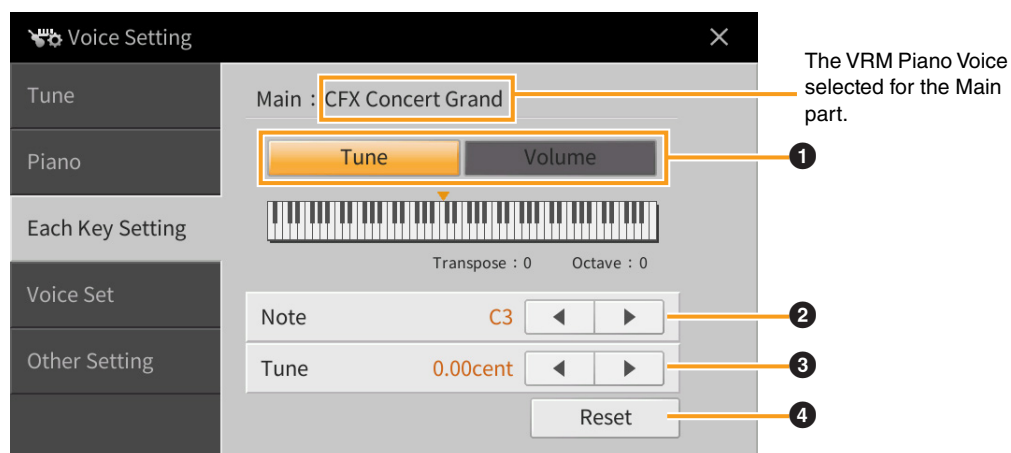 Voice Setting
Tune
Piano
Each Key Setting
Voice Set
Other Setting
Main : CFX Concert Grand
Tune Volume
Transpose : 0 Octave : 0
Note C3
Tune 0.00cent
Reset
The VRM Piano Voice
selected for the Main
part.
1
2
3
4